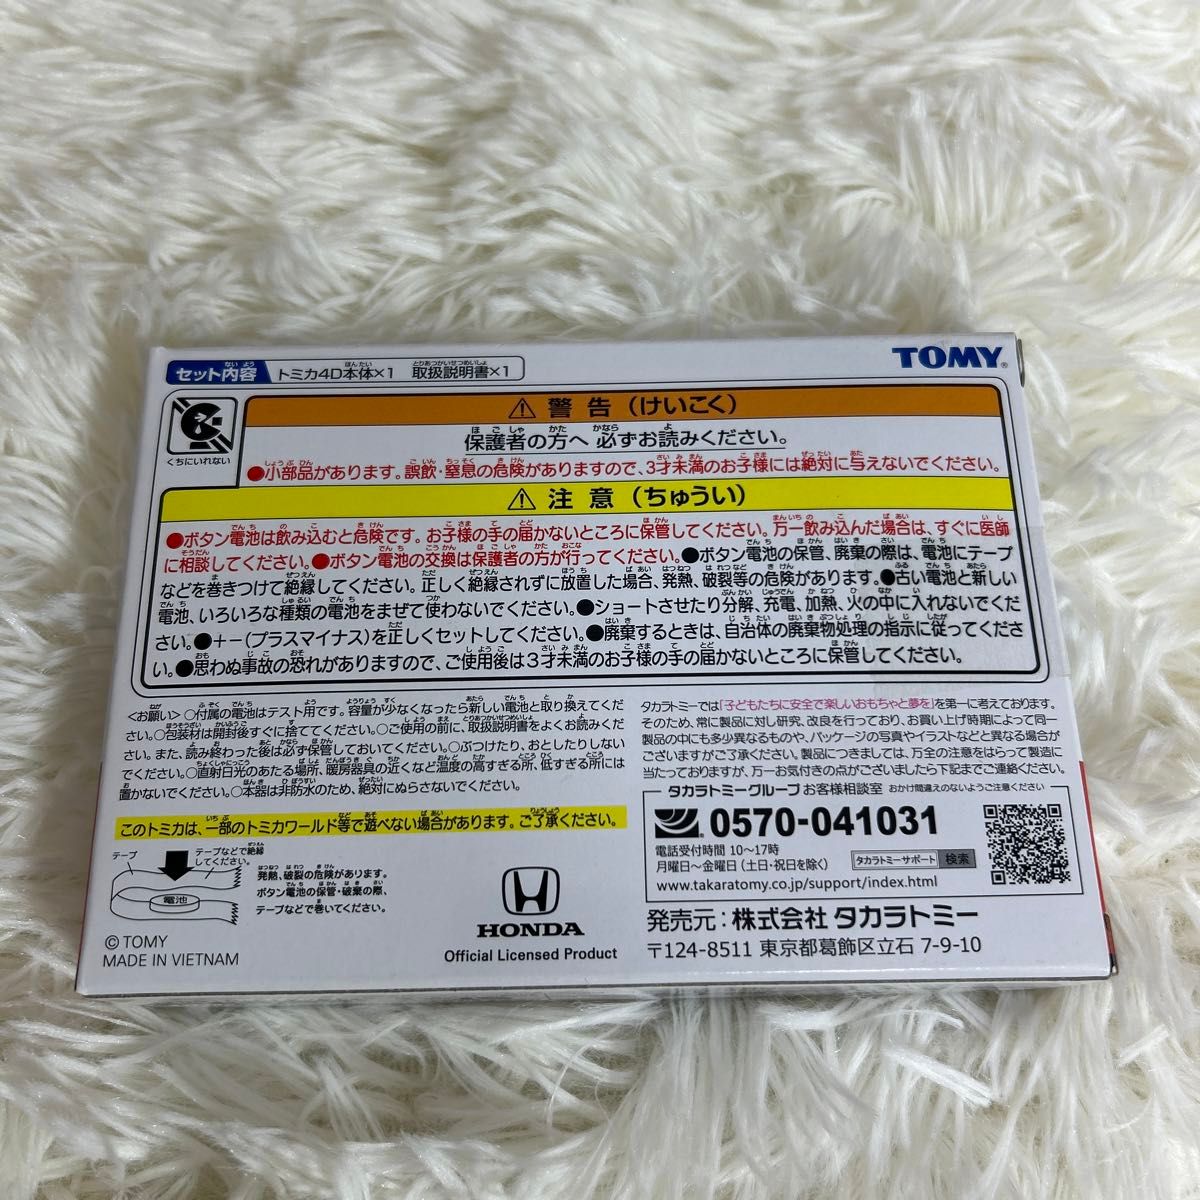 セット内容 トミカ4D本体×1 取扱説明書×1
TOMY®
くちにいれない
⚠ 警告（けいこく）
保護者の方へ 必ずお読みください。
●小部品があります。誤飲・窒息の危険がありますので、3才未満のお子様には絶対に与えないでください。
⚠ 注意（ちゅうい）
●ボタン電池は飲み込むと危険です。お子様の手の届かないところに保管してください。万一飲み込んだ場合は、すぐに医師
に相談してください。●ボタン電池の交換は保護者の方が行ってください。●ボタン電池の保管、廃棄の際は、電池にテープ
などを巻きつけて絶縁してください。正しく絶縁されずに放置した場合、発熱、破裂等の危険があります。●古い電池と新しい
電池、いろいろな種類の電池をまぜて使わないでください。●ショートさせたり分解、充電、加熱、火の中に入れないでくだ
さい。●＋－(プラスマイナス)を正しくセットしてください。●廃棄するときは、自治体の廃棄物処理の指示に従ってくださ
い。●思わぬ事故の恐れがありますので、ご使用後は3才未満のお子様の手の届かないところに保管してください。
<お願い> ○付属の電池はテスト用です。容量が少なくなったら新しい電池と取り換えてくだ
さい。○包装材は開封後すぐに捨ててください。○ご使用の前に、取扱説明書をよくお読みくだ
さい。また、読み終わった後は必ず保管しておいてください。○ぶつけたり、おとしたりしない
でください。○直射日光のあたる場所、暖房器具の近くなど温度の高すぎる所、低すぎる所には
置かないでください。○本器は非防水のため、絶対にぬらさないでください。
このトミカは、一部のトミカワールド等で遊べない場合があります。ご了承ください。
テープ
テープなどで絶縁
してください。
電池
発熱、破裂の危険があります。
ボタン電池の保管・破棄の際、
テープなどで巻いてください。
© TOMY
MADE IN VIETNAM
HONDA
Official Licensed Product
タカラトミーでは「子どもたちに安全で楽しいおもちゃと夢を」を第一に考えております。
そのため、常に製品に対し研究、改良を行っており、お買い上げ時期によって同一
製品の中にも多少異なるものや、パッケージの写真やイラストなどと異なる場合が
ございますがご了承ください。製品につきましては、万全の注意をはらって製造に
当たっておりますが、万一お気付きの点がございましたら下記までご連絡ください。
タカラトミーグループ お客様相談室 おかけ間違えのないようご注意ください
0570-041031
電話受付時間 10〜17時
月曜日〜金曜日 (土日・祝日を除く)
タカラトミーサポート 検索
www.takaratomy.co.jp/support/index.html
発売元：株式会社 タカラトミー
〒124-8511 東京都葛飾区立石 7-9-10